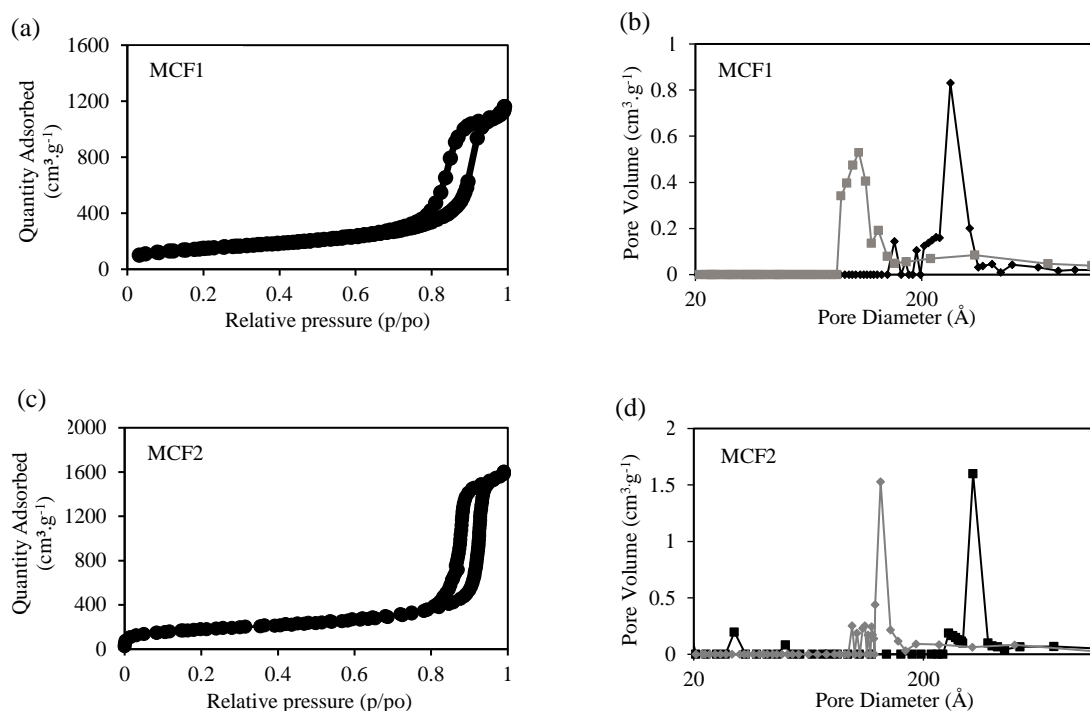 (a)
1600
1200
800
400
0
MCF1
Quantity Adsorbed
(cm³.g⁻¹)
0 0.2 0.4 0.6 0.8 1
Relative pressure (p/po)
(b)
1
0.8
0.6
0.4
0.2
0
MCF1
Pore Volume (cm³.g⁻¹)
20 200
Pore Diameter (Å)
(c)
2000
1600
1200
800
400
0
MCF2
Quantity Adsorbed
(cm³.g⁻¹)
0 0.2 0.4 0.6 0.8 1
Relative pressure (p/po)
(d)
2
1.5
1
0.5
0
MCF2
Pore Volume (cm³.g⁻¹)
20 200
Pore Diameter (Å)